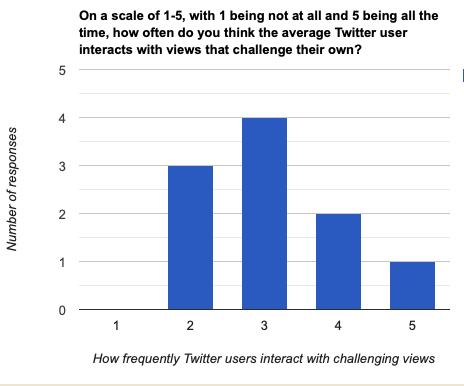 On a scale of 1-5, with 1 being not at all and 5 being all the
time, how often do you think the average Twitter user
interacts with views that challenge their own?
5
4
3
2
1
0
Number of responses
1 2 3 4 5
How frequently Twitter users interact with challenging views